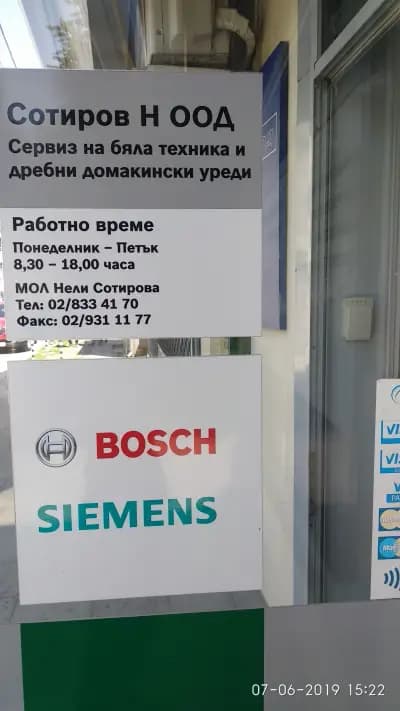 Сотиров Н ООД
Сервиз на бяла техника и
дребни домакински уреди
Работно време
Понеделник – Петък
8,30 – 18,00 часа
МОЛ Нели Сотирова
Тел: 02/833 41 70
Факс: 02/931 11 77
BOSCH
SIEMENS
07-06-2019 15:22